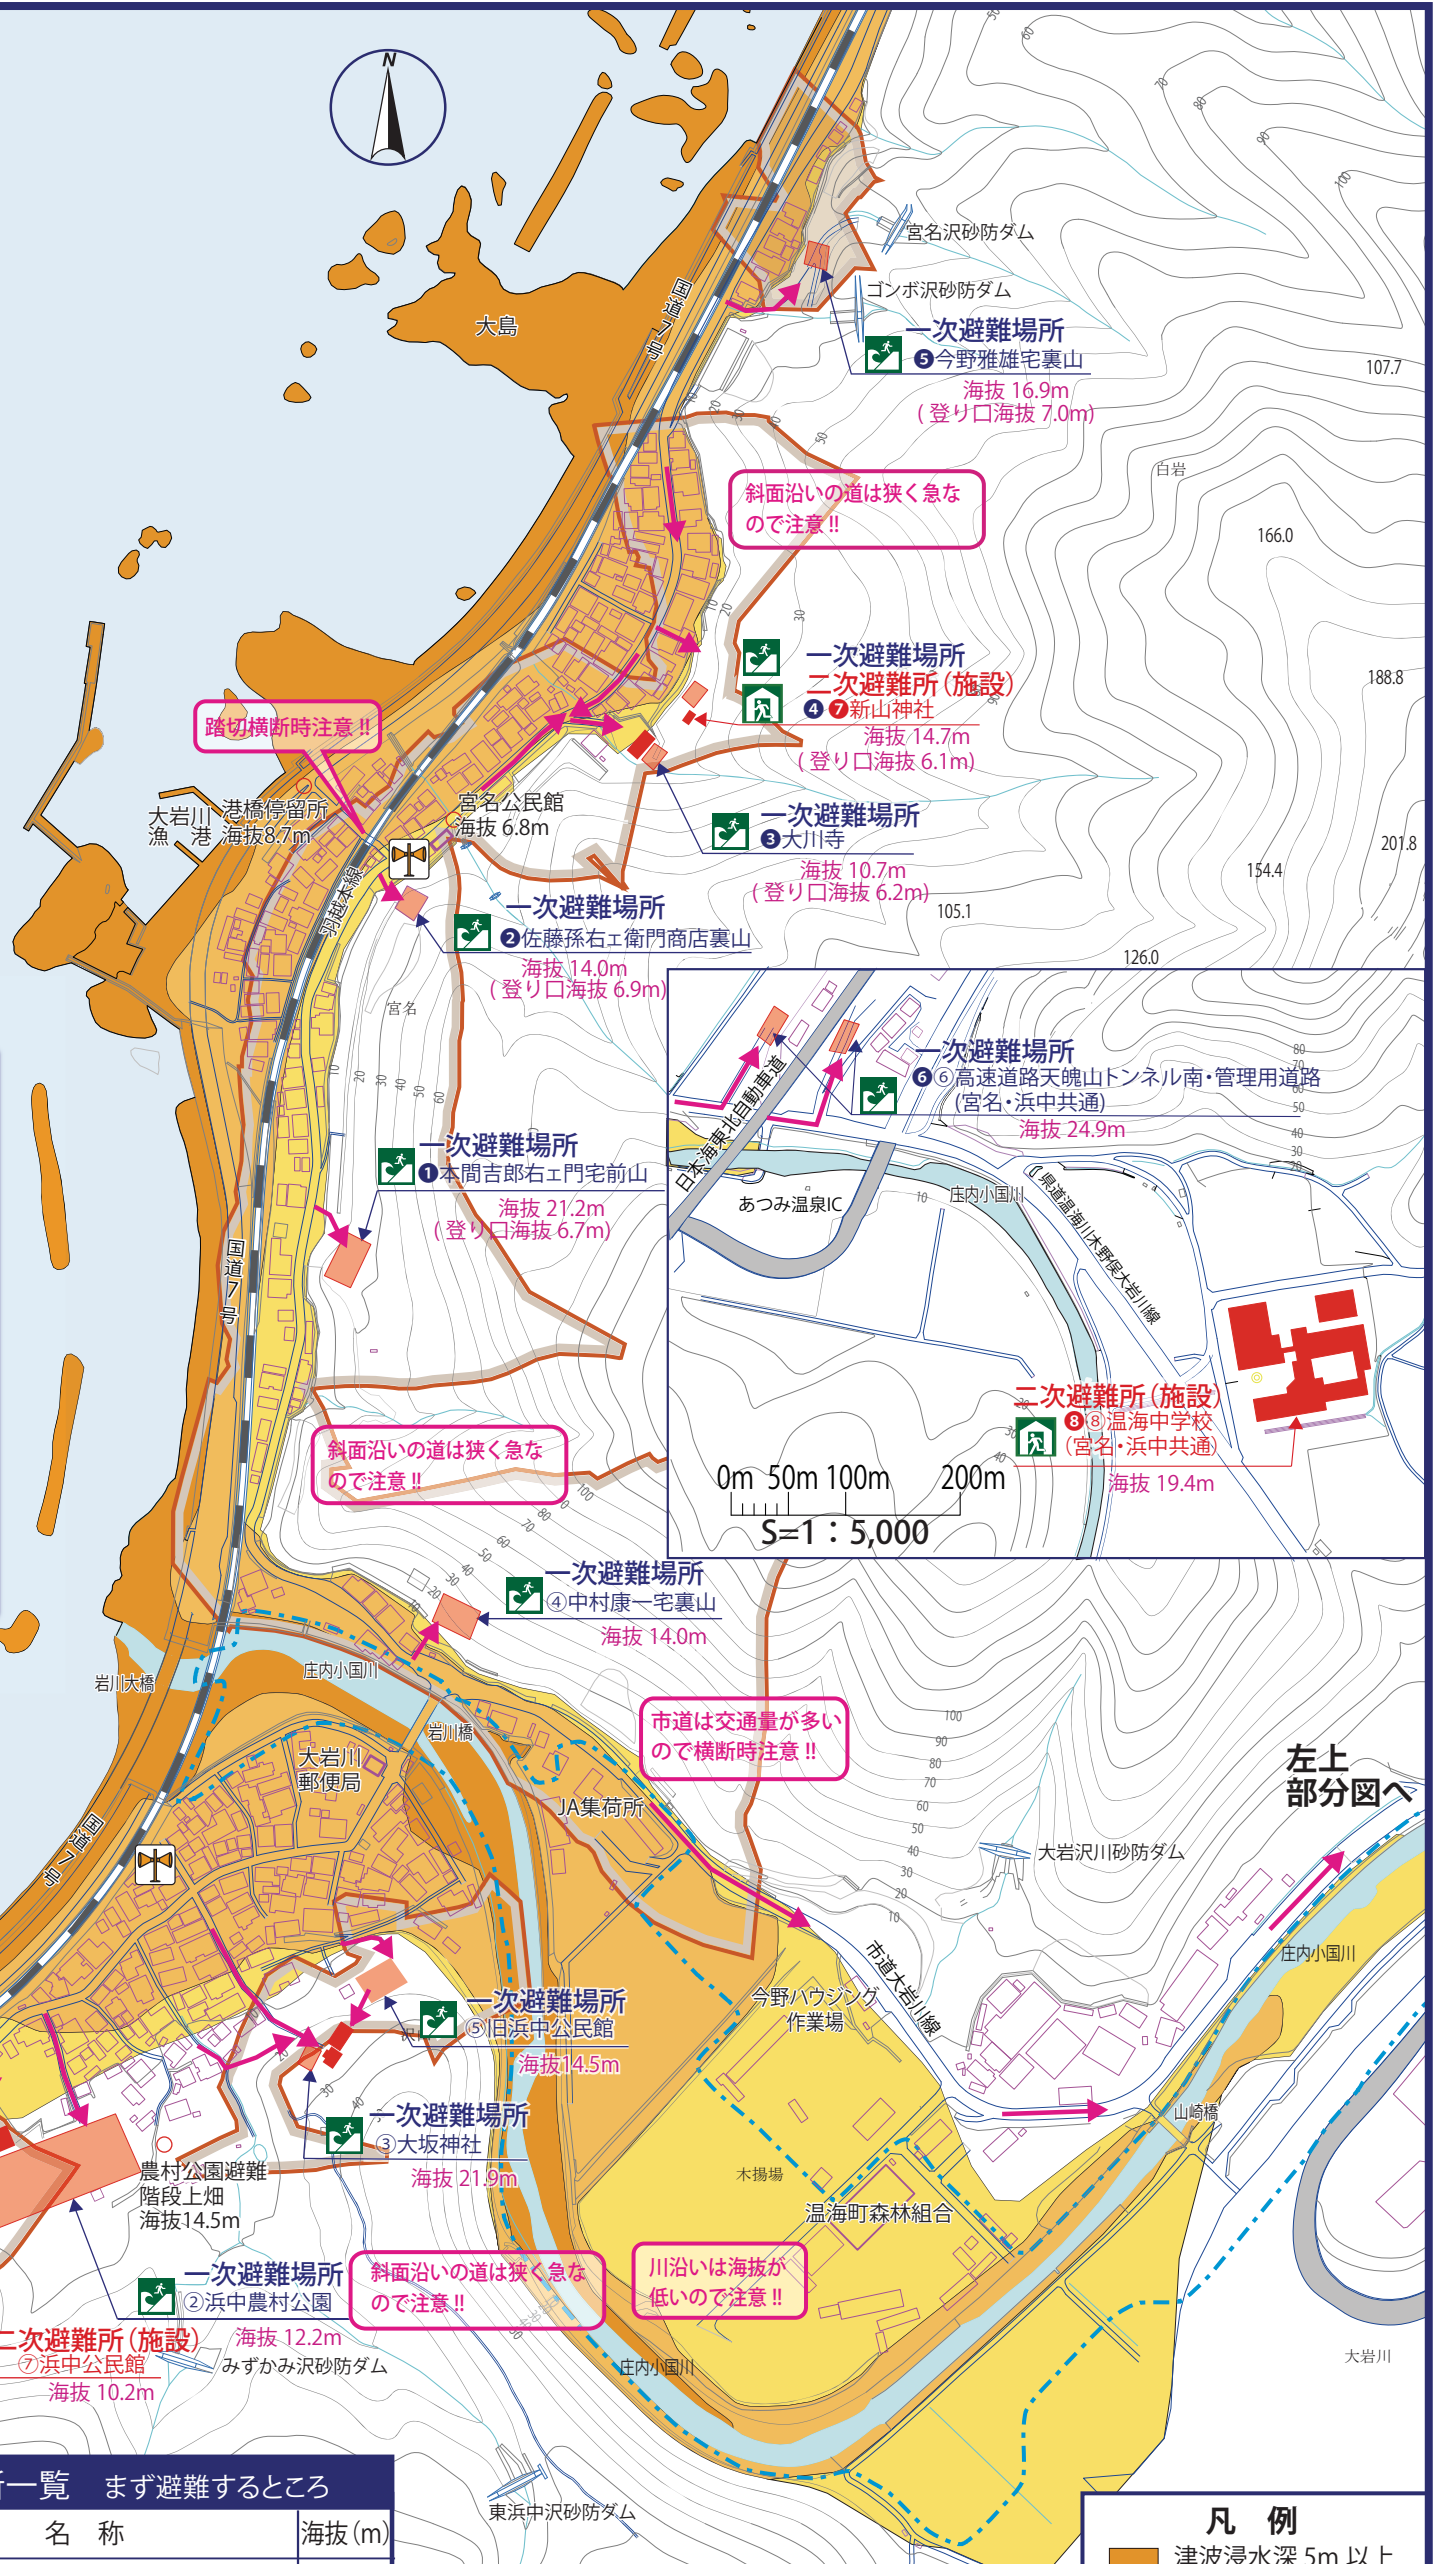 N
宮名沢砂防ダム
ゴンボ沢砂防ダム
大島
国道7号
一次避難場所
❺今野雅雄宅裏山
海抜 16.9m
( 登り口海抜 7.0m)
107.7
白岩
斜面沿いの道は狭く急な
ので注意 !!
166.0
一次避難場所
二次避難所(施設)
❹❼新山神社
海抜 14.7m
( 登り口海抜 6.1m)
188.8
踏切横断時注意 !!
大岩川
漁　港
港橋停留所
海抜8.7m
宮名公民館
海抜 6.8m
一次避難場所
❸大川寺
海抜 10.7m
( 登り口海抜 6.2m)
201.8
154.4
105.1
126.0
羽越本線
一次避難場所
❷佐藤孫右ェ衛門商店裏山
海抜 14.0m
( 登り口海抜 6.9m)
宮名
一次避難場所
❻⑥高速道路天魄山トンネル南・管理用道路
(宮名・浜中共通)
海抜 24.9m
日本海東北自動車道
あつみ温泉IC
庄内小国川
県道温海川木野俣大岩川線
一次避難場所
❶本間吉郎右ェ門宅前山
海抜 21.2m
( 登り口海抜 6.7m)
国道7号
二次避難所(施設)
❽⑧温海中学校
(宮名・浜中共通)
海抜 19.4m
0m 50m 100m 200m
S=1：5,000
斜面沿いの道は狭く急な
ので注意 !!
一次避難場所
④中村康一宅裏山
海抜 14.0m
岩川大橋
庄内小国川
岩川橋
市道は交通量が多い
ので横断時注意 !!
大岩川
郵便局
JA集荷所
左上
部分図へ
国道7号
大岩沢川砂防ダム
市道大岩川線
庄内小国川
今野ハウジング
作業場
一次避難場所
⑤旧浜中公民館
海抜14.5m
一次避難場所
③大坂神社
海抜 21.9m
山崎橋
木揚場
温海町森林組合
農村公園避難
階段上畑
海抜14.5m
一次避難場所
②浜中農村公園
海抜 12.2m
斜面沿いの道は狭く急な
ので注意 !!
川沿いは海抜が
低いので注意 !!
二次避難所(施設)
⑦浜中公民館
海抜 10.2m
みずかみ沢砂防ダム
庄内小国川
大岩川
東浜中沢砂防ダム
所一覧　まず避難するところ
名　称
海抜(m)
凡　例
津波浸水深 5m 以上